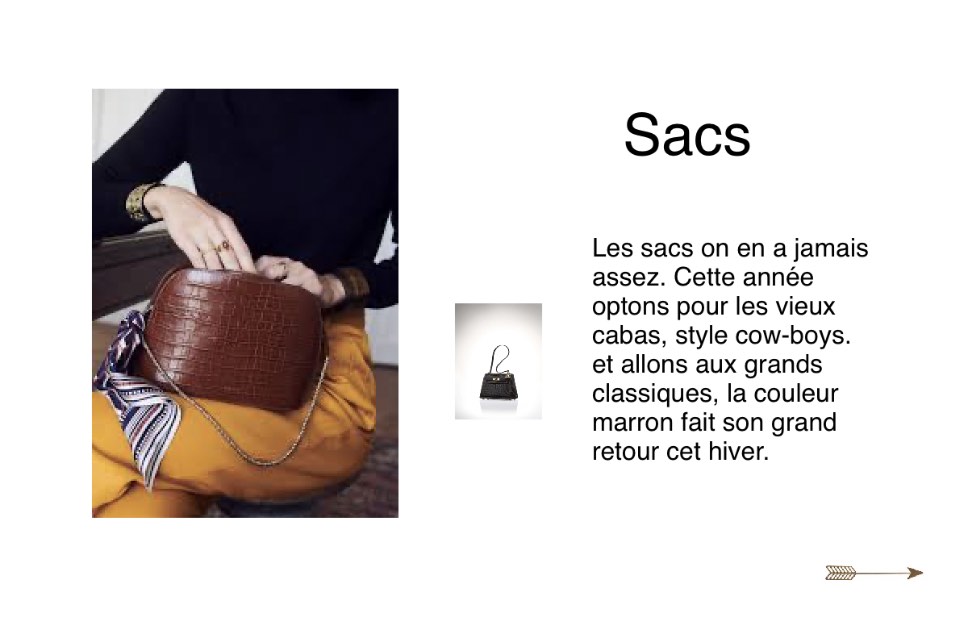 Sacs
Les sacs on en a jamais
assez. Cette année
optons pour les vieux
cabas, style cow-boys.
et allons aux grands
classiques, la couleur
marron fait son grand
retour cet hiver.